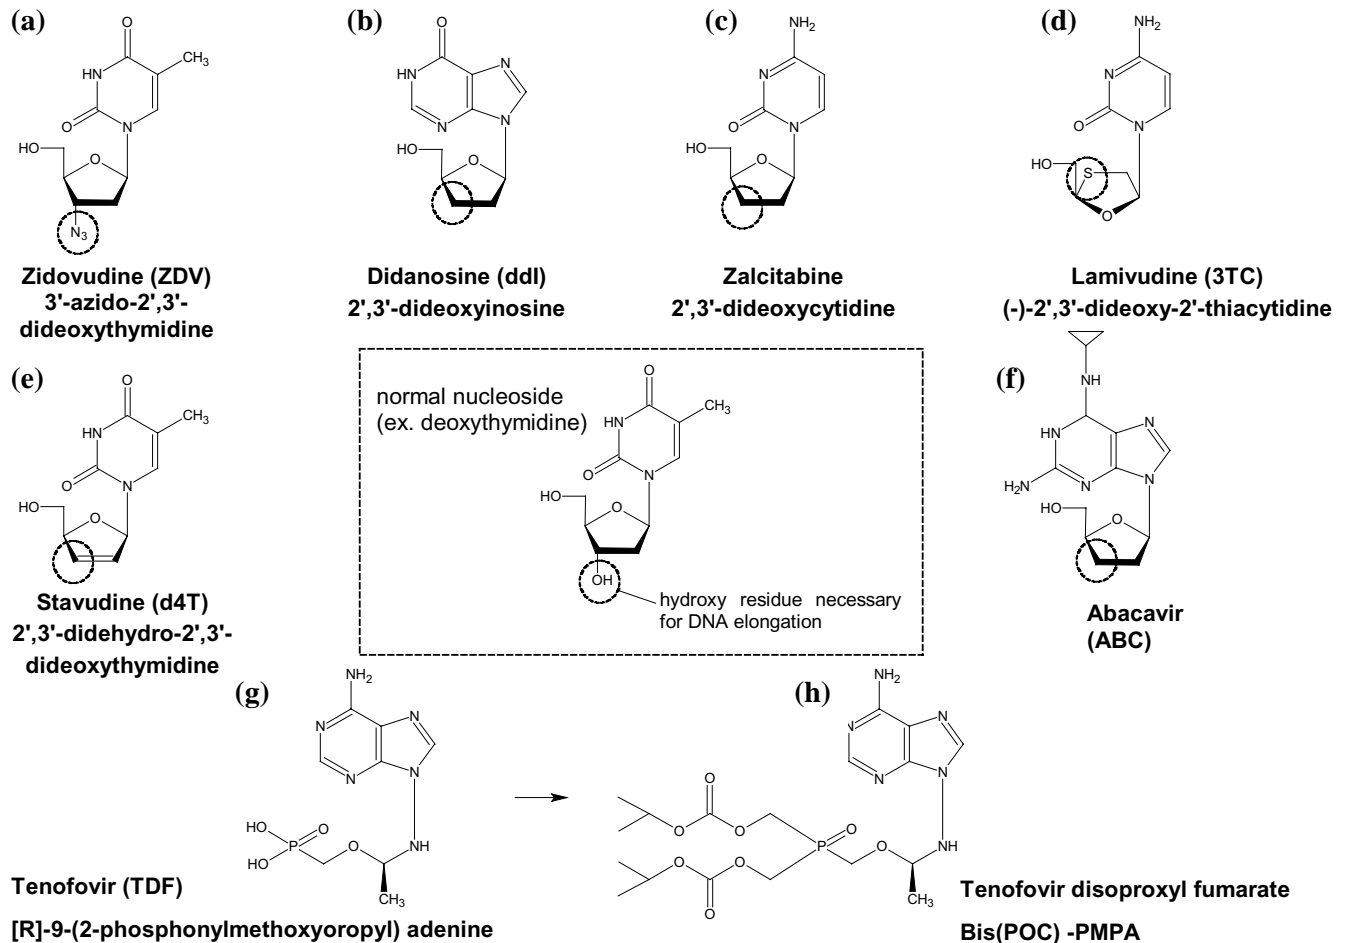 (a)
O
CH3
NH
O
N
HO
O
N3
Zidovudine (ZDV)
3'-azido-2',3'-
dideoxythymidine
(b)
O
N
HN
N
N
HO
O
Didanosine (ddI)
2',3'-dideoxyinosine
(c)
NH2
N
O
N
HO
O
Zalcitabine
2',3'-dideoxycytidine
(d)
NH2
N
O
N
HO
S
O
Lamivudine (3TC)
(-)-2',3'-dideoxy-2'-thiacytidine
(e)
O
CH3
HN
O
N
HO
O
Stavudine (d4T)
2',3'-didehydro-2',3'-
dideoxythymidine
normal nucleoside
(ex. deoxythymidine)
O
CH3
HN
O
N
HO
O
OH
hydroxy residue necessary
for DNA elongation
(f)
NH
HN
N
H2N
N
N
HO
O
Abacavir
(ABC)
(g)
NH2
N
N
N
N
HO
O
P
HO
O
NH
CH3
Tenofovir (TDF)
[R]-9-(2-phosphonylmethoxyoropyl) adenine
(h)
NH2
N
N
N
N
O
O
O
O
P
O
NH
O
O
O
CH3
Tenofovir disoproxyl fumarate
Bis(POC) -PMPA